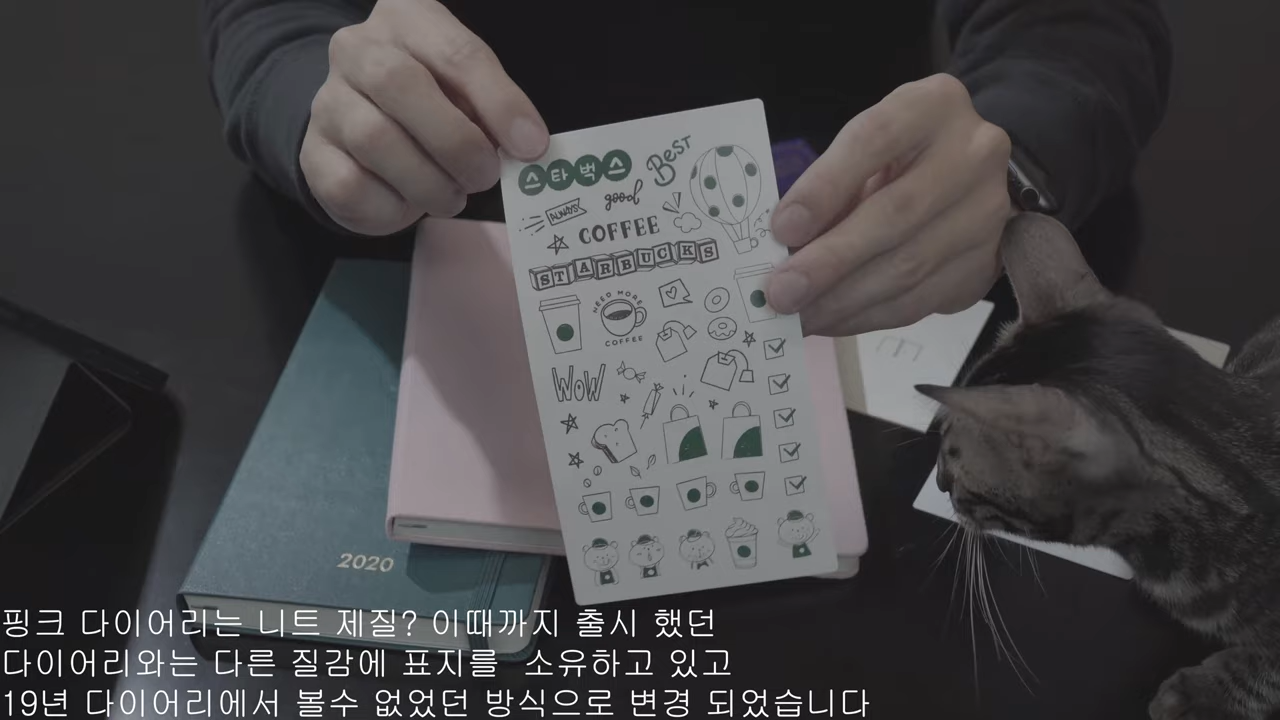 스타벅스
BEST
ALWAYS
good
COFFEE
STARBUCKS
NEED MORE
COFFEE
WOW
2020
핑크 다이어리는 니트 제질? 이때까지 출시 했던
다이어리와는 다른 질감에 표지를 소유하고 있고
19년 다이어리에서 볼수 없었던 방식으로 변경 되었습니다